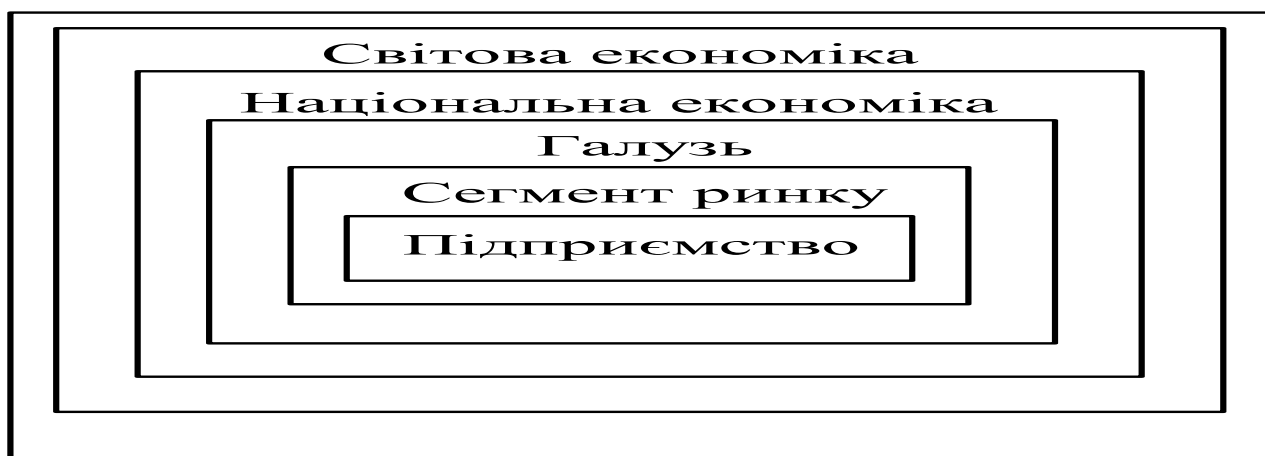 Світова економіка
Національна економіка
Галузь
Сегмент ринку
Підприємство